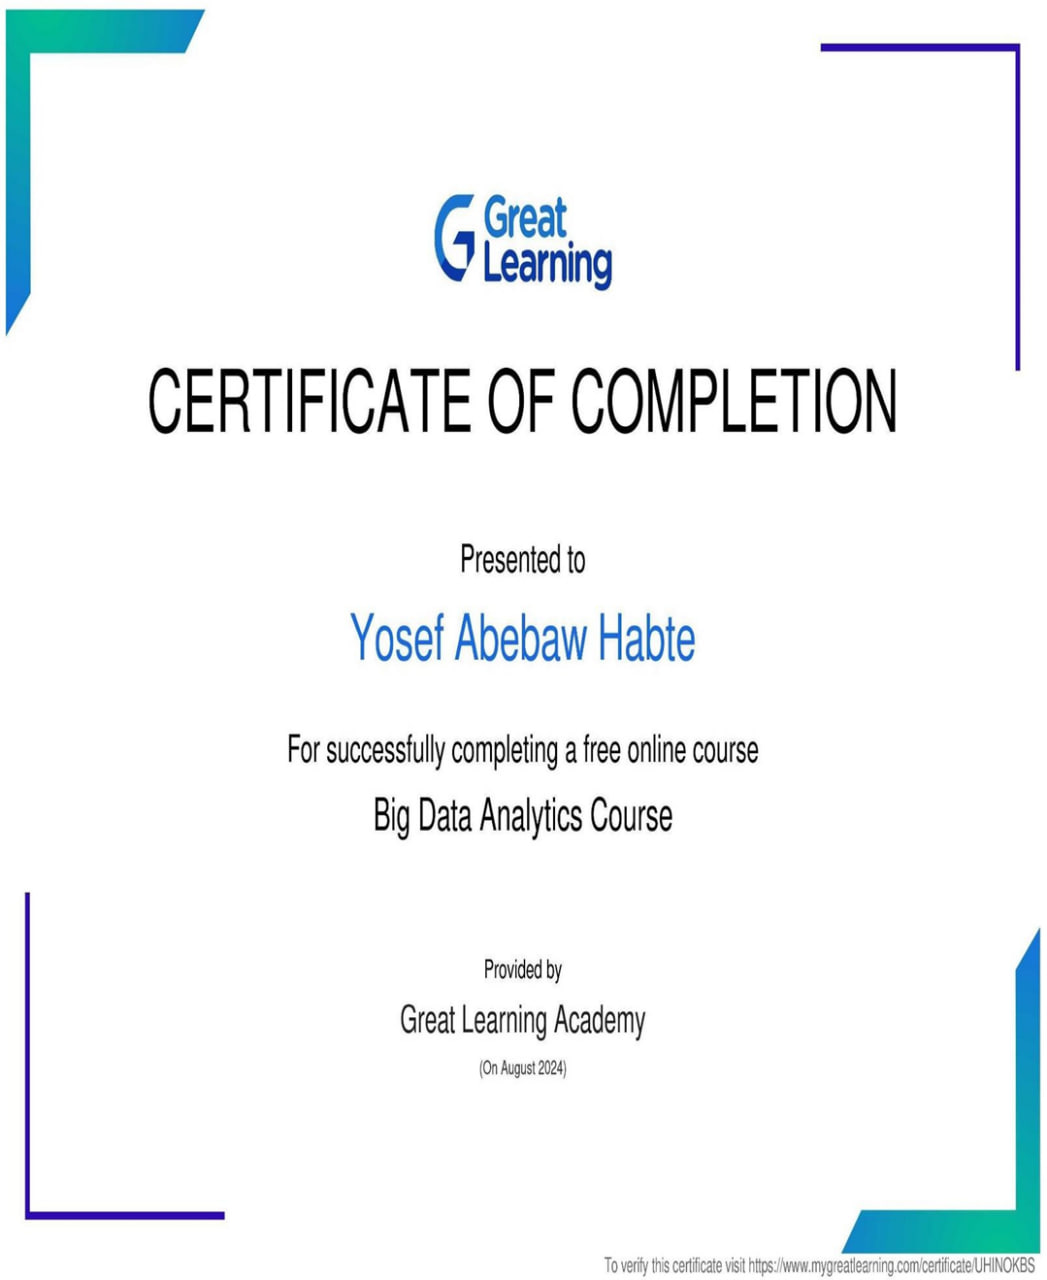 Great
Learning
CERTIFICATE OF COMPLETION
Presented to
Yosef Abebaw Habte
For successfully completing a free online course
Big Data Analytics Course
Provided by
Great Learning Academy
(On August 2024)
To verify this certificate visit https://www.mygreatlearning.com/certificate/UHINOKBS